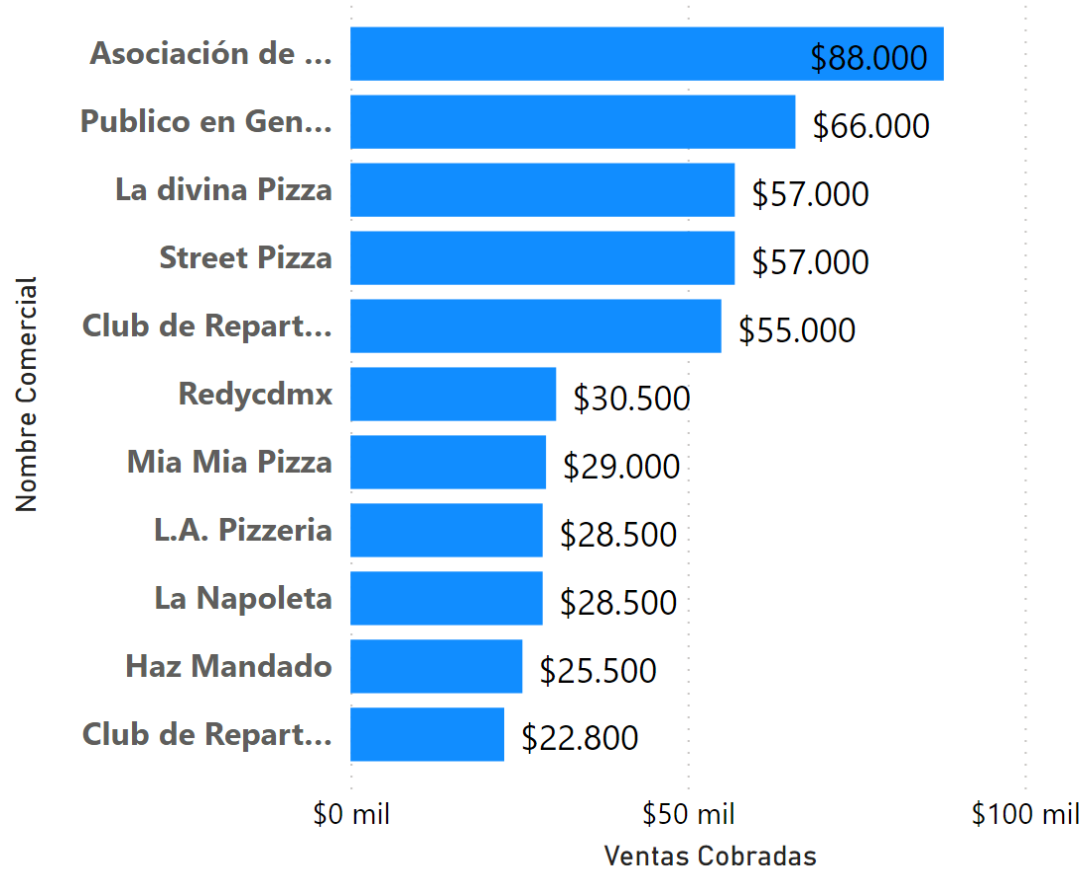 Nombre Comercial
Asociación de ... $88.000
Publico en Gen... $66.000
La divina Pizza $57.000
Street Pizza $57.000
Club de Repart... $55.000
Redycdmx $30.500
Mia Mia Pizza $29.000
L.A. Pizzeria $28.500
La Napoleta $28.500
Haz Mandado $25.500
Club de Repart... $22.800
$0 mil $50 mil $100 mil
Ventas Cobradas